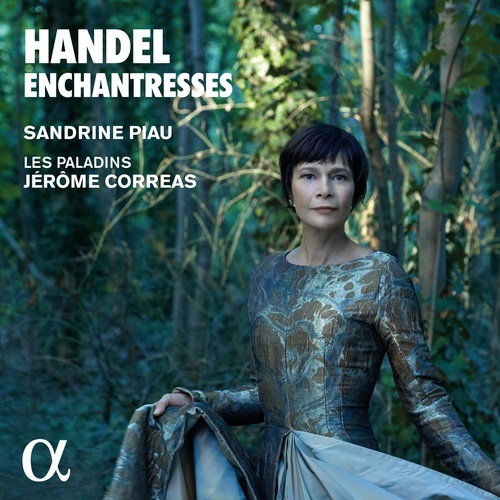 HANDEL
ENCHANTRESSES
SANDRINE PIAU
LES PALADINS
JÉRÔME CORREAS
α